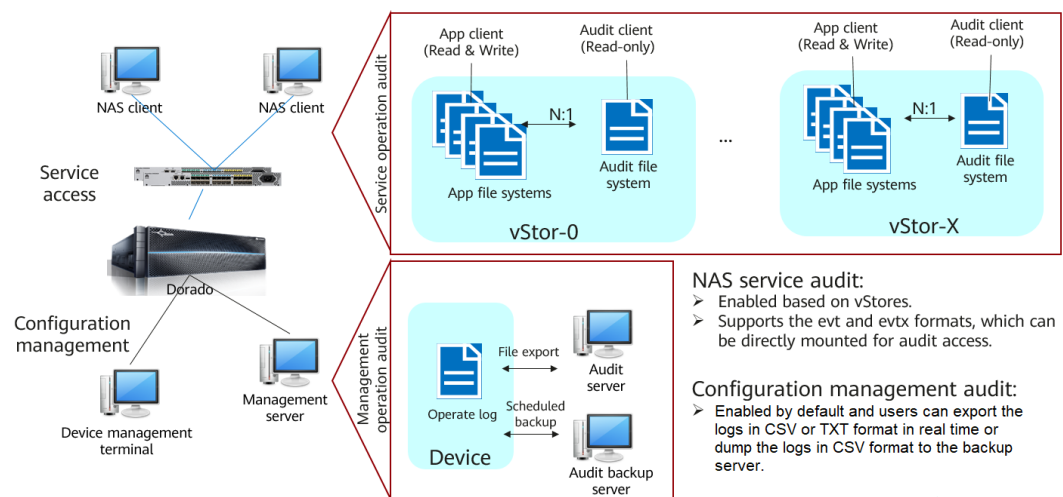 NAS client
NAS client
Service
access
Dorado
Configuration
management
Device management
terminal
Management
server
Service operation audit
App client
(Read & Write)
Audit client
(Read-only)
N:1
App file systems
Audit file
system
vStor-0
...
App client
(Read & Write)
Audit client
(Read-only)
N:1
App file systems
Audit file
system
vStor-X
Management
operation audit
Operate log
Device
File export
Audit
server
Scheduled
backup
Audit backup
server
NAS service audit:
➢ Enabled based on vStores.
➢ Supports the evt and evtx formats, which can
be directly mounted for audit access.
Configuration management audit:
➢ Enabled by default and users can export the
logs in CSV or TXT format in real time or
dump the logs in CSV format to the backup
server.